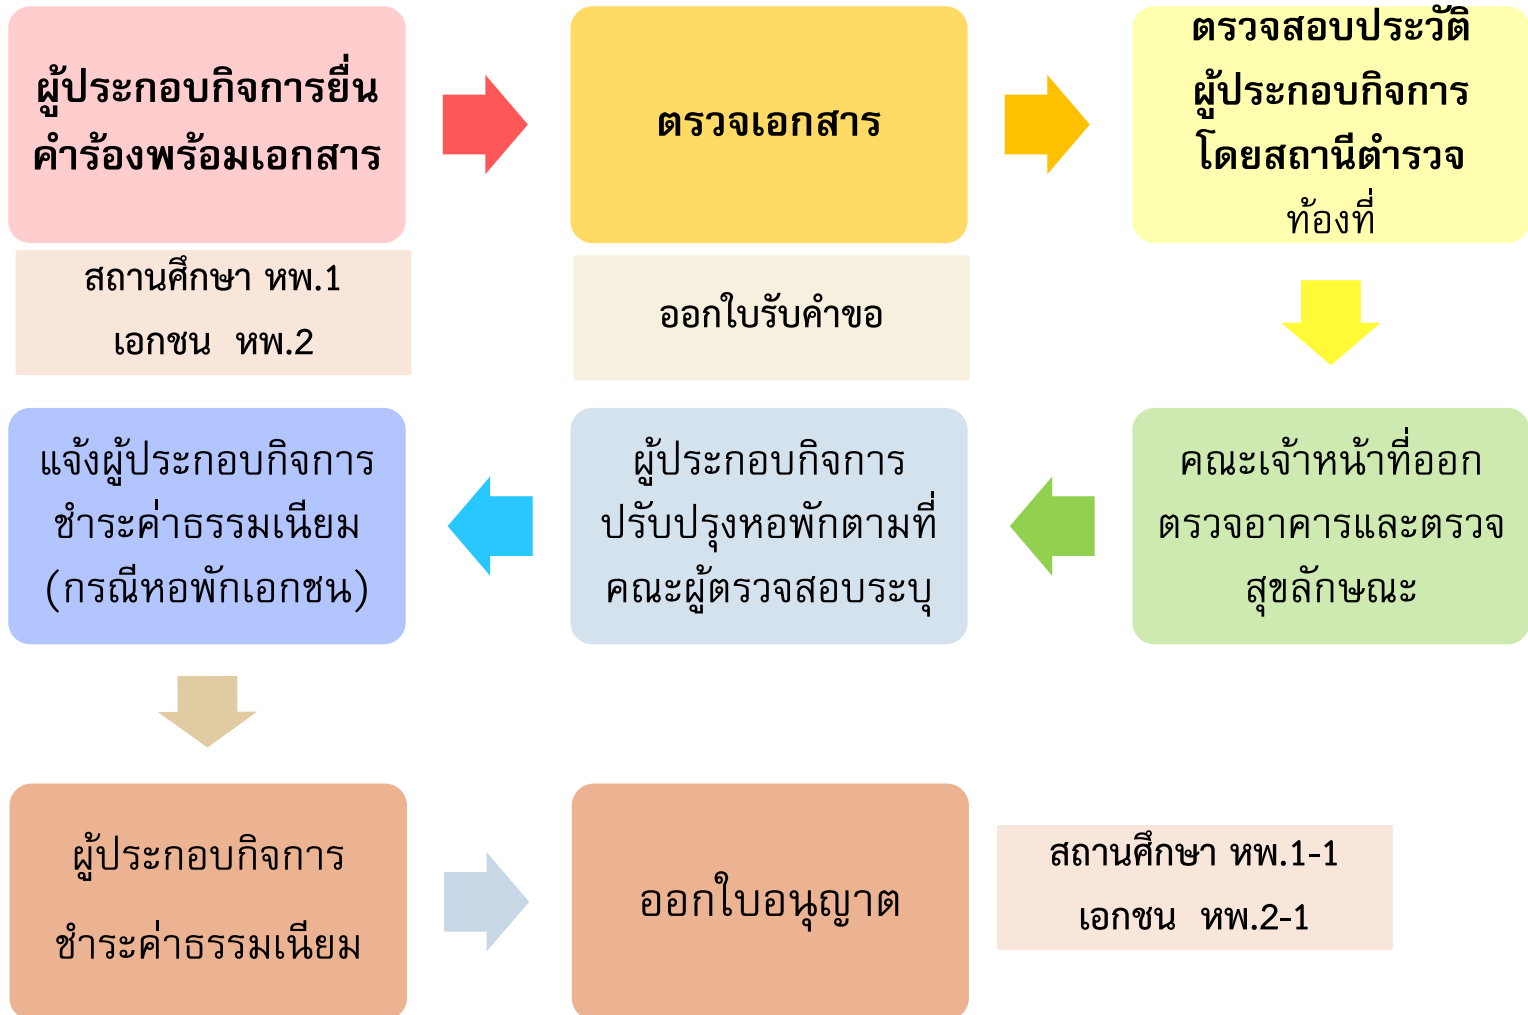 ผู้ประกอบกิจการยื่น
คำร้องพร้อมเอกสาร
สถานศึกษา หพ.1
เอกชน หพ.2
ตรวจเอกสาร
ออกใบรับคำขอ
ตรวจสอบประวัติ
ผู้ประกอบกิจการ
โดยสถานีตำรวจ
ท้องที่
คณะเจ้าหน้าที่ออก
ตรวจอาคารและตรวจ
สุขลักษณะ
ผู้ประกอบกิจการ
ปรับปรุงหอพักตามที่
คณะผู้ตรวจสอบระบุ
แจ้งผู้ประกอบกิจการ
ชำระค่าธรรมเนียม
(กรณีหอพักเอกชน)
ผู้ประกอบกิจการ
ชำระค่าธรรมเนียม
ออกใบอนุญาต
สถานศึกษา หพ.1-1
เอกชน หพ.2-1